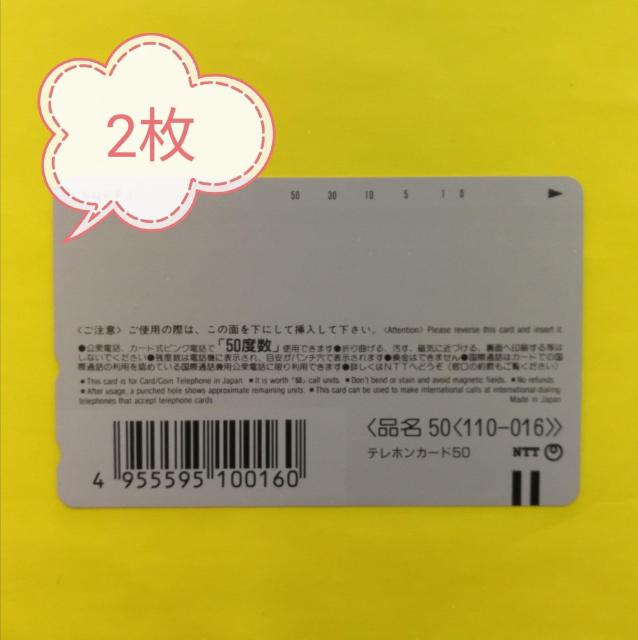 2枚
50 30 10 5 1 0
〈ご注意〉ご使用の際は、この面を下にして挿入して下さい。〈Attention〉Please reverse this card and insert it.
●公衆電話、カード式ピンク電話で「50度数」使用できます●折り曲げる、汚す、磁気に近づける、裏面へ印刷する等は
しないでください●残度数は電話機に表示され、目安がパンチ穴で表示されます●換金はできません●国際通話はカードでの国
際通話を認めている国際通話兼用公衆電話に限り利用できます●詳しくはNTTへどうぞ(窓口の約款もご覧ください)
■This card is for Card/Coin Telephone in Japan. ■It is worth "50" call units. ■Don't bend or stain and avoid magnetic fields. ■No refunds.
■After usage, a punched hole shows approximate remaining units. ■This card can be used to make international calls at international dialing
telephones that accept telephone cards. Made in Japan
〈品名 50〈110-016〉〉
テレホンカード50 NTT
4 955595 100160